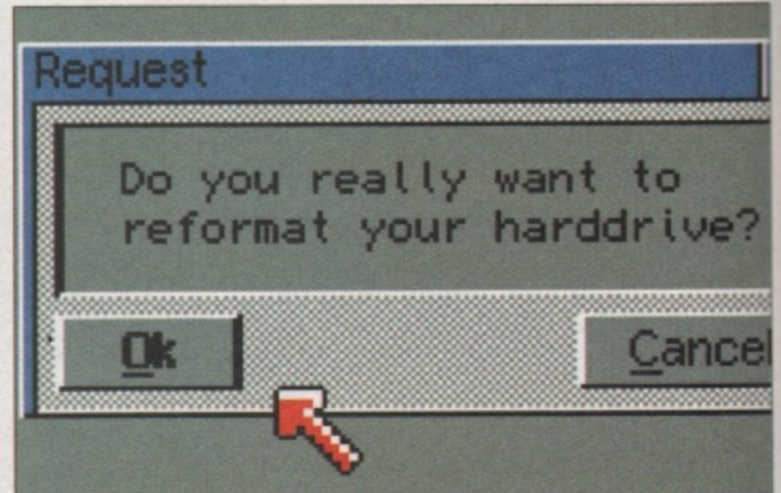 Request
Do you really want to
reformat your harddrive?
Ok
Cancel